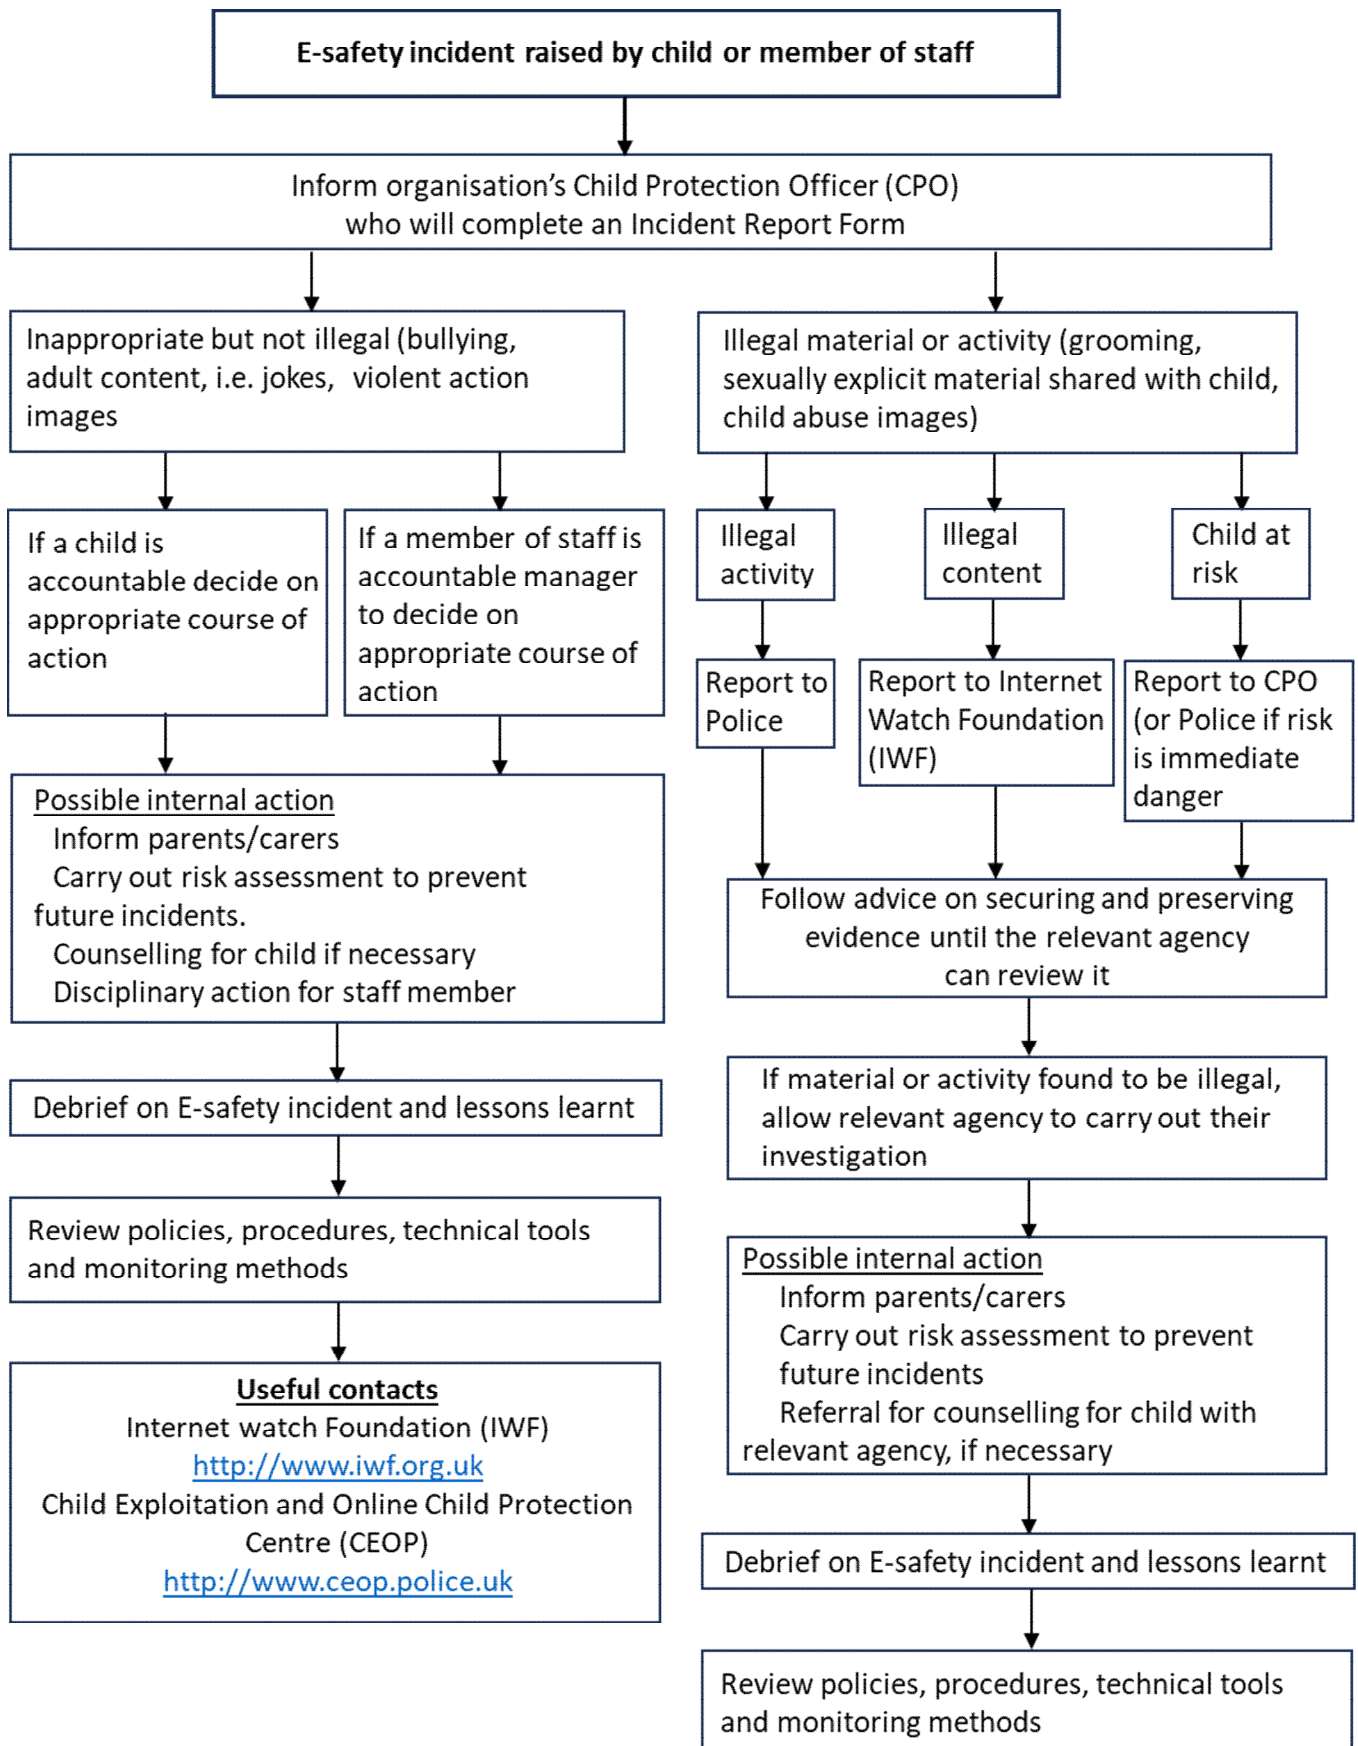 E-safety incident raised by child or member of staff
Inform organisation's Child Protection Officer (CPO)
who will complete an Incident Report Form
Inappropriate but not illegal (bullying,
adult content, i.e. jokes, violent action
images
If a child is
accountable decide on
appropriate course of
action
If a member of staff is
accountable manager
to decide on
appropriate course of
action
Possible internal action
Inform parents/carers
Carry out risk assessment to prevent
future incidents.
Counselling for child if necessary
Disciplinary action for staff member
Debrief on E-safety incident and lessons learnt
Review policies, procedures, technical tools
and monitoring methods
Useful contacts
Internet watch Foundation (IWF)
http://www.iwf.org.uk
Child Exploitation and Online Child Protection
Centre (CEOP)
http://www.ceop.police.uk
Illegal material or activity (grooming,
sexually explicit material shared with child,
child abuse images)
Illegal
activity
Illegal
content
Child at
risk
Report to
Police
Report to Internet
Watch Foundation
(IWF)
Report to CPO
(or Police if risk
is immediate
danger
Follow advice on securing and preserving
evidence until the relevant agency
can review it
If material or activity found to be illegal,
allow relevant agency to carry out their
investigation
Possible internal action
Inform parents/carers
Carry out risk assessment to prevent
future incidents
Referral for counselling for child with
relevant agency, if necessary
Debrief on E-safety incident and lessons learnt
Review policies, procedures, technical tools
and monitoring methods